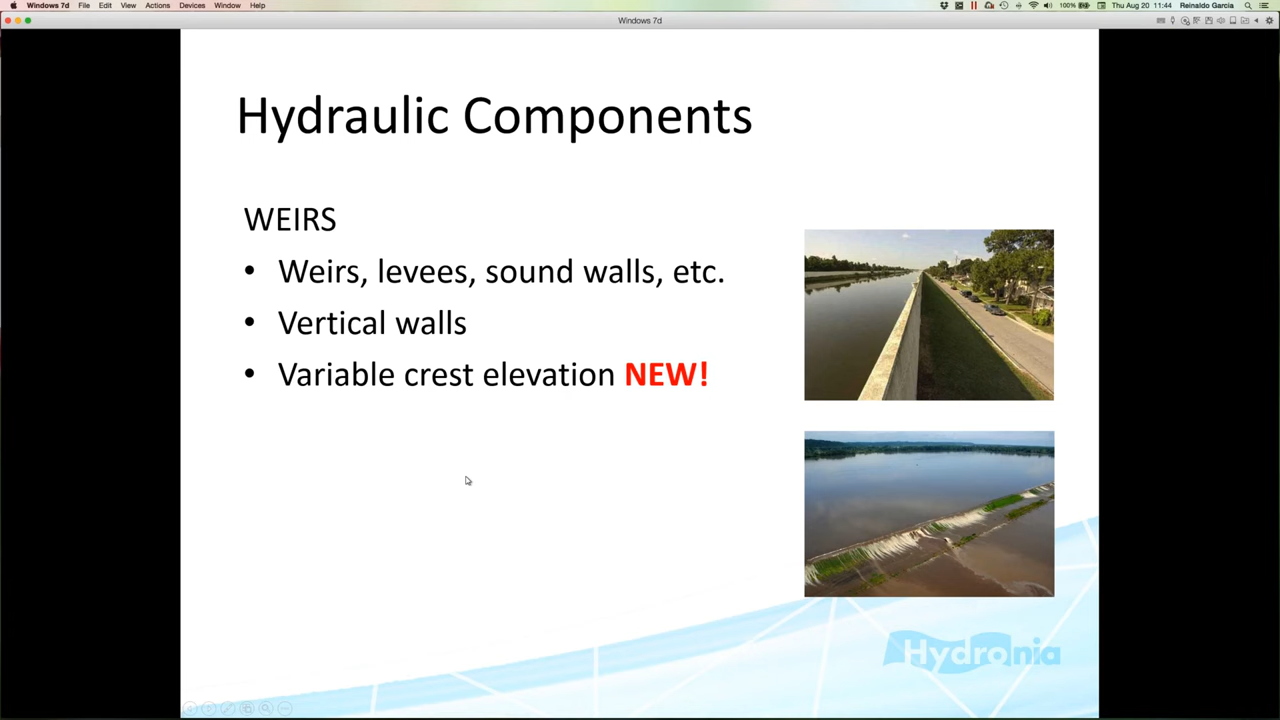 Windows 7d File Edit View Actions Devices Window Help
100% Thu Aug 20 11:44 Reinaldo Garcia
Windows 7d
Hydraulic Components
WEIRS
• Weirs, levees, sound walls, etc.
• Vertical walls
• Variable crest elevation NEW!
Hydronia